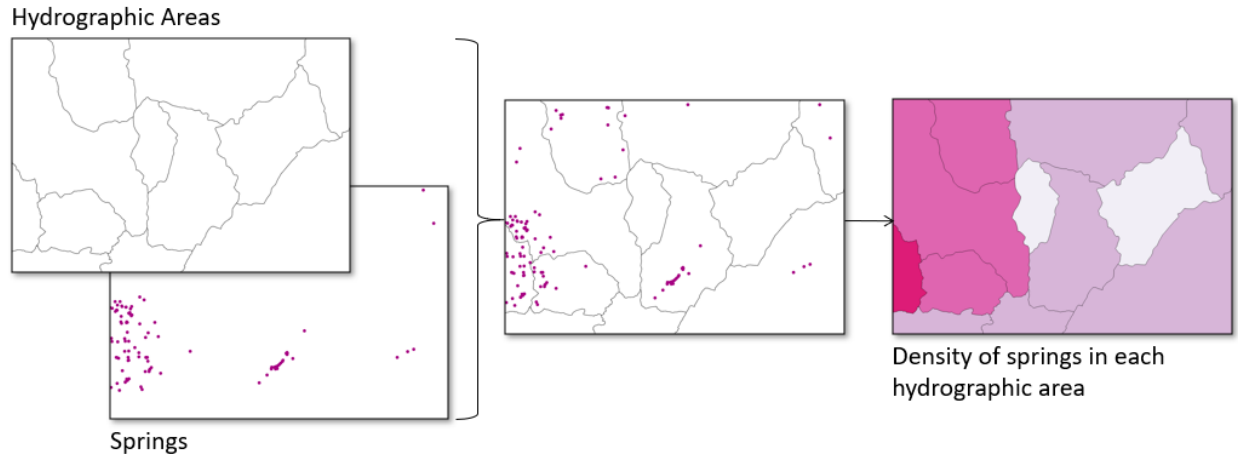 Hydrographic Areas
Springs
Density of springs in each
hydrographic area